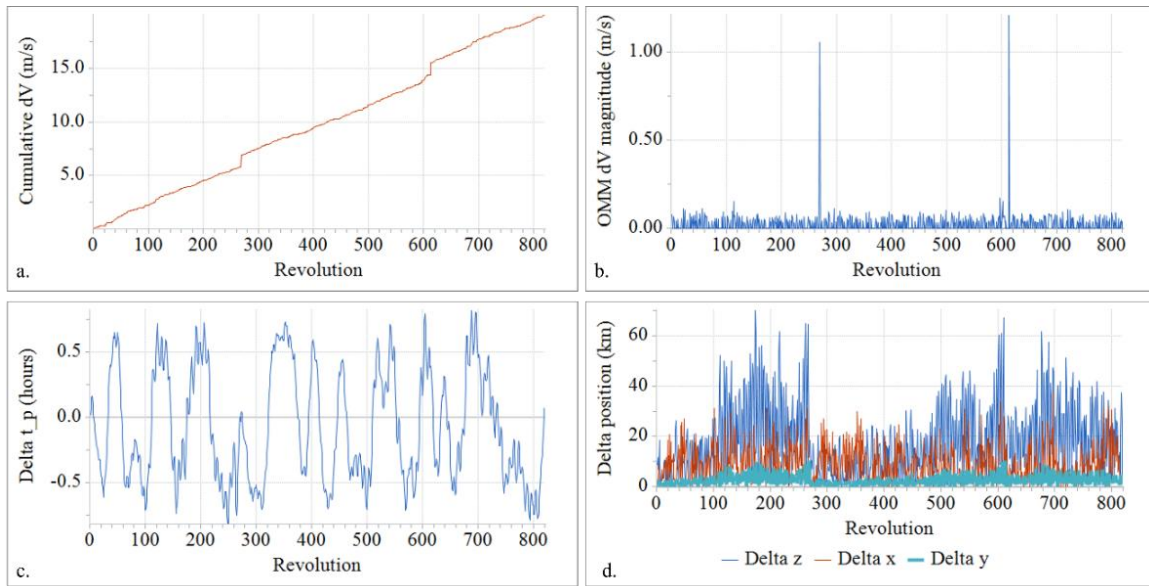 Cumulative dV (m/s)
15.0
10.0
5.0
0 100 200 300 400 500 600 700 800
Revolution
a.
OMM dV magnitude (m/s)
1.00
0.50
0.00
0 100 200 300 400 500 600 700 800
Revolution
b.
Delta t_p (hours)
0.5
0.0
-0.5
0 100 200 300 400 500 600 700 800
Revolution
c.
Delta position (km)
60
40
20
0
0 100 200 300 400 500 600 700 800
Revolution
Delta z Delta x Delta y
d.